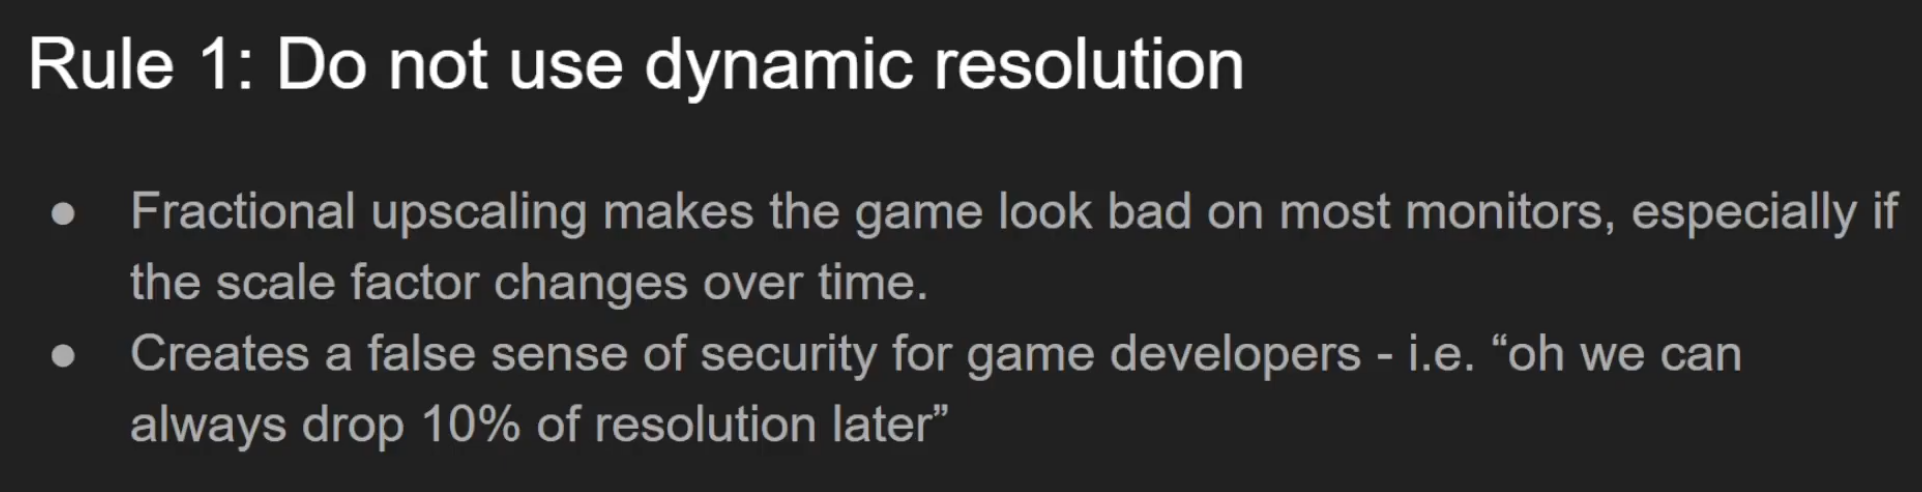 Rule 1: Do not use dynamic resolution
● Fractional upscaling makes the game look bad on most monitors, especially if
the scale factor changes over time.
● Creates a false sense of security for game developers - i.e. “oh we can
always drop 10% of resolution later”